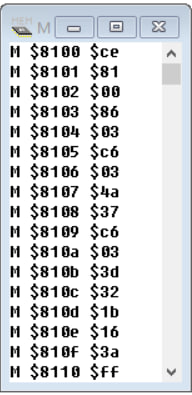 MEM M
M $8100 $ce
M $8101 $81
M $8102 $00
M $8103 $86
M $8104 $03
M $8105 $c6
M $8106 $03
M $8107 $4a
M $8108 $37
M $8109 $c6
M $810a $03
M $810b $3d
M $810c $32
M $810d $1b
M $810e $16
M $810f $3a
M $8110 $ff